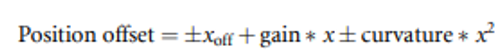 Position offset = ±x_off + gain * x ± curvature * x²